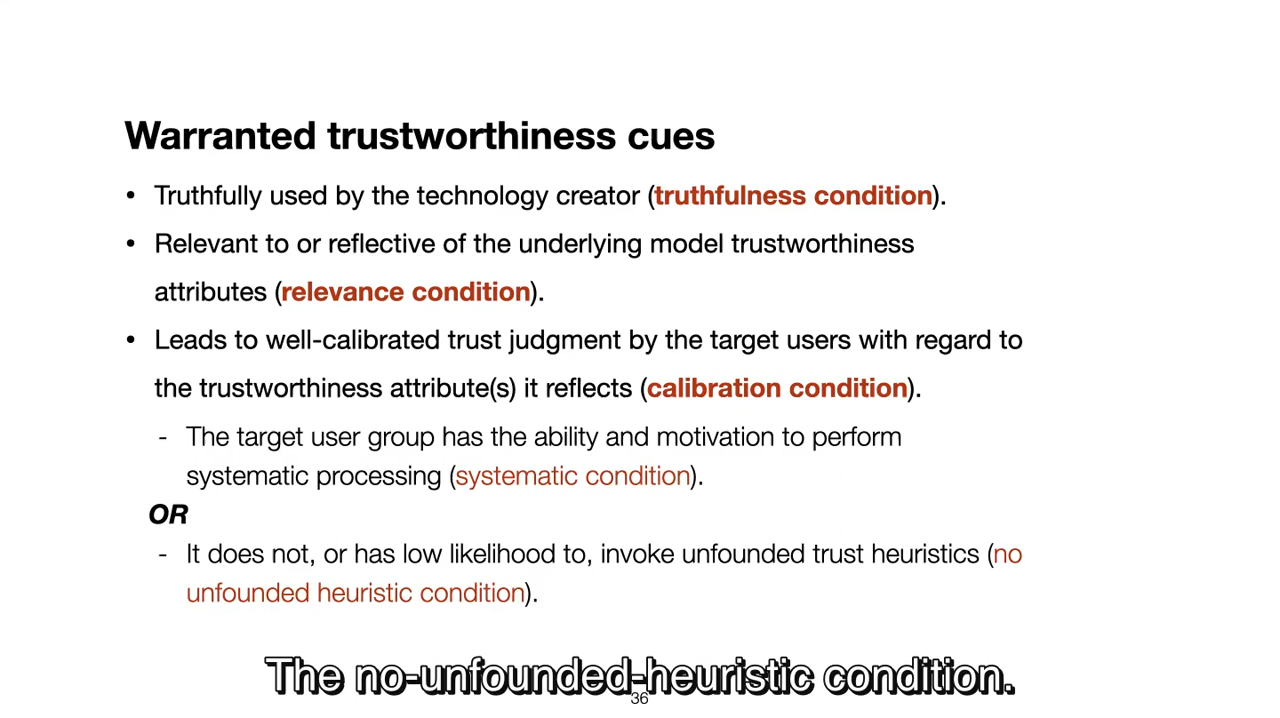 Warranted trustworthiness cues
• Truthfully used by the technology creator (truthfulness condition).
• Relevant to or reflective of the underlying model trustworthiness
attributes (relevance condition).
• Leads to well-calibrated trust judgment by the target users with regard to
the trustworthiness attribute(s) it reflects (calibration condition).
- The target user group has the ability and motivation to perform
systematic processing (systematic condition).
OR
- It does not, or has low likelihood to, invoke unfounded trust heuristics (no
unfounded heuristic condition).
The no-unfounded-heuristic condition.
36